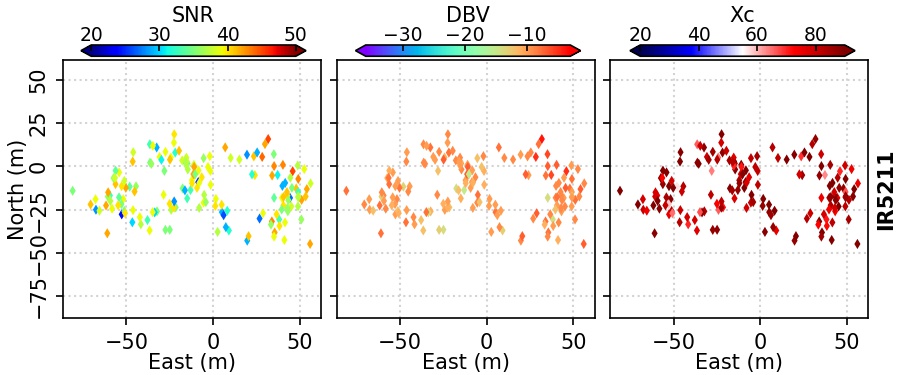 SNR DBV Xc
20 30 40 50 −30 −20 −10 20 40 60 80
North (m)
50
25
0
−25
−50
−75
−50 0 50 −50 0 50 −50 0 50
East (m) East (m) East (m)
IR5211